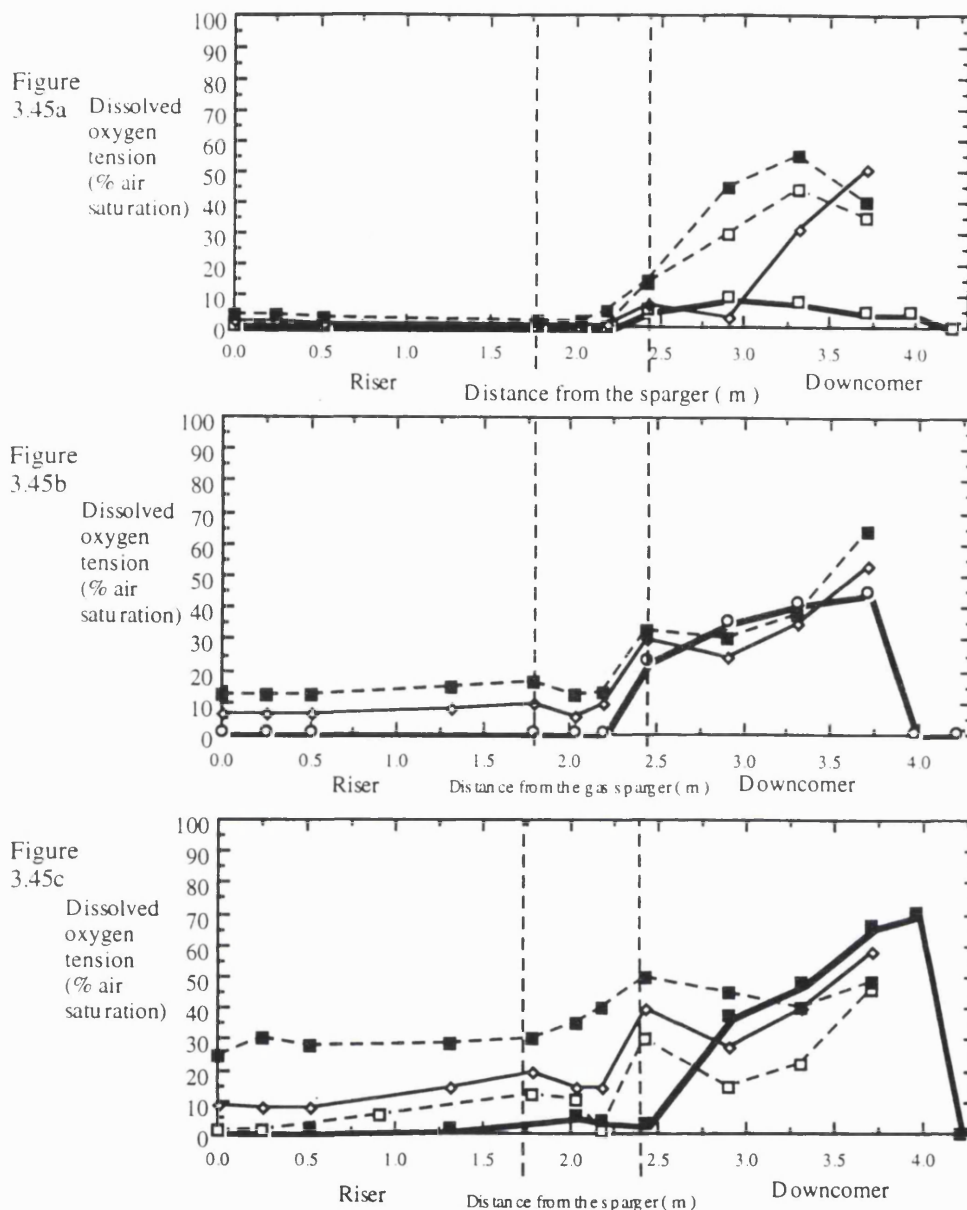 Figure
3.45a
Dissolved
oxygen
tension
(% air
saturation)
100
90
80
70
60
50
40
30
20
10
0
0.0 0.5 1.0 1.5 2.0 2.5 3.0 3.5 4.0
Riser Distance from the sparger ( m ) Downcomer
Figure
3.45b
Dissolved
oxygen
tension
(% air
saturation)
100
90
80
70
60
50
40
30
20
10
0
0.0 0.5 1.0 1.5 2.0 2.5 3.0 3.5 4.0
Riser Distance from the gas sparger ( m ) Downcomer
Figure
3.45c
Dissolved
oxygen
tension
(% air
saturation)
100
90
80
70
60
50
40
30
20
10
0
0.0 0.5 1.0 1.5 2.0 2.5 3.0 3.5 4.0
Riser Distance from the sparger ( m ) Downcomer